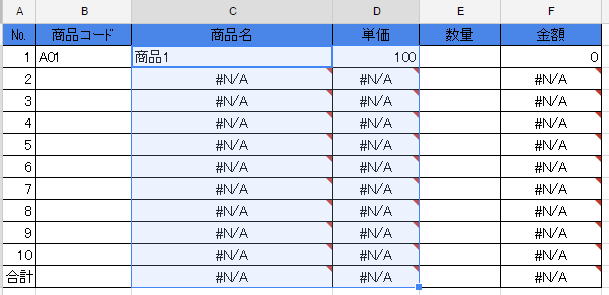 A B C D E F
No. 商品コード 商品名 単価 数量 金額
1 A01 商品1 100 0
2 #N/A #N/A #N/A
3 #N/A #N/A #N/A
4 #N/A #N/A #N/A
5 #N/A #N/A #N/A
6 #N/A #N/A #N/A
7 #N/A #N/A #N/A
8 #N/A #N/A #N/A
9 #N/A #N/A #N/A
10 #N/A #N/A #N/A
合計 #N/A #N/A #N/A